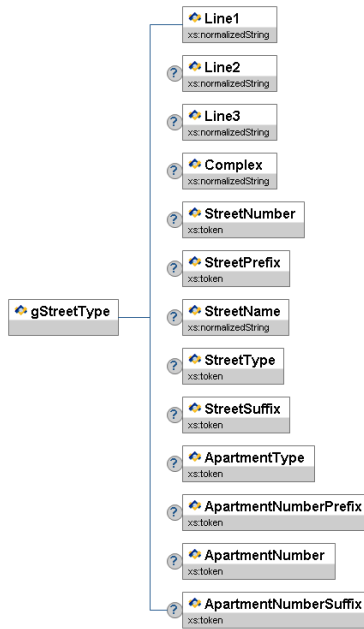 Line1
xs:normalizedString
? Line2
xs:normalizedString
? Line3
xs:normalizedString
? Complex
xs:normalizedString
? StreetNumber
xs:token
? StreetPrefix
xs:token
gStreetType
? StreetName
xs:normalizedString
? StreetType
xs:token
? StreetSuffix
xs:token
? ApartmentType
xs:token
? ApartmentNumberPrefix
xs:token
? ApartmentNumber
xs:token
? ApartmentNumberSuffix
xs:token